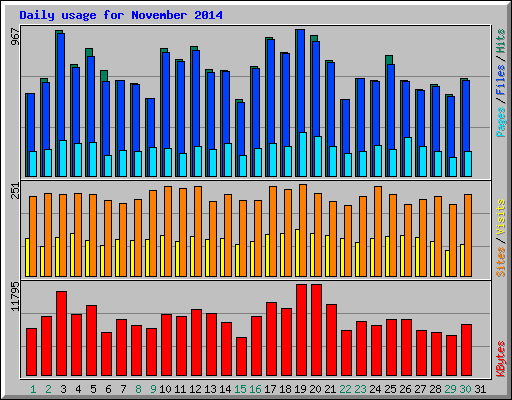 Daily usage for November 2014
967
Pages / Files / Hits
251
Sites / Visits
11795
KBytes
1 2 3 4 5 6 7 8 9 10 11 12 13 14 15 16 17 18 19 20 21 22 23 24 25 26 27 28 29 30 31